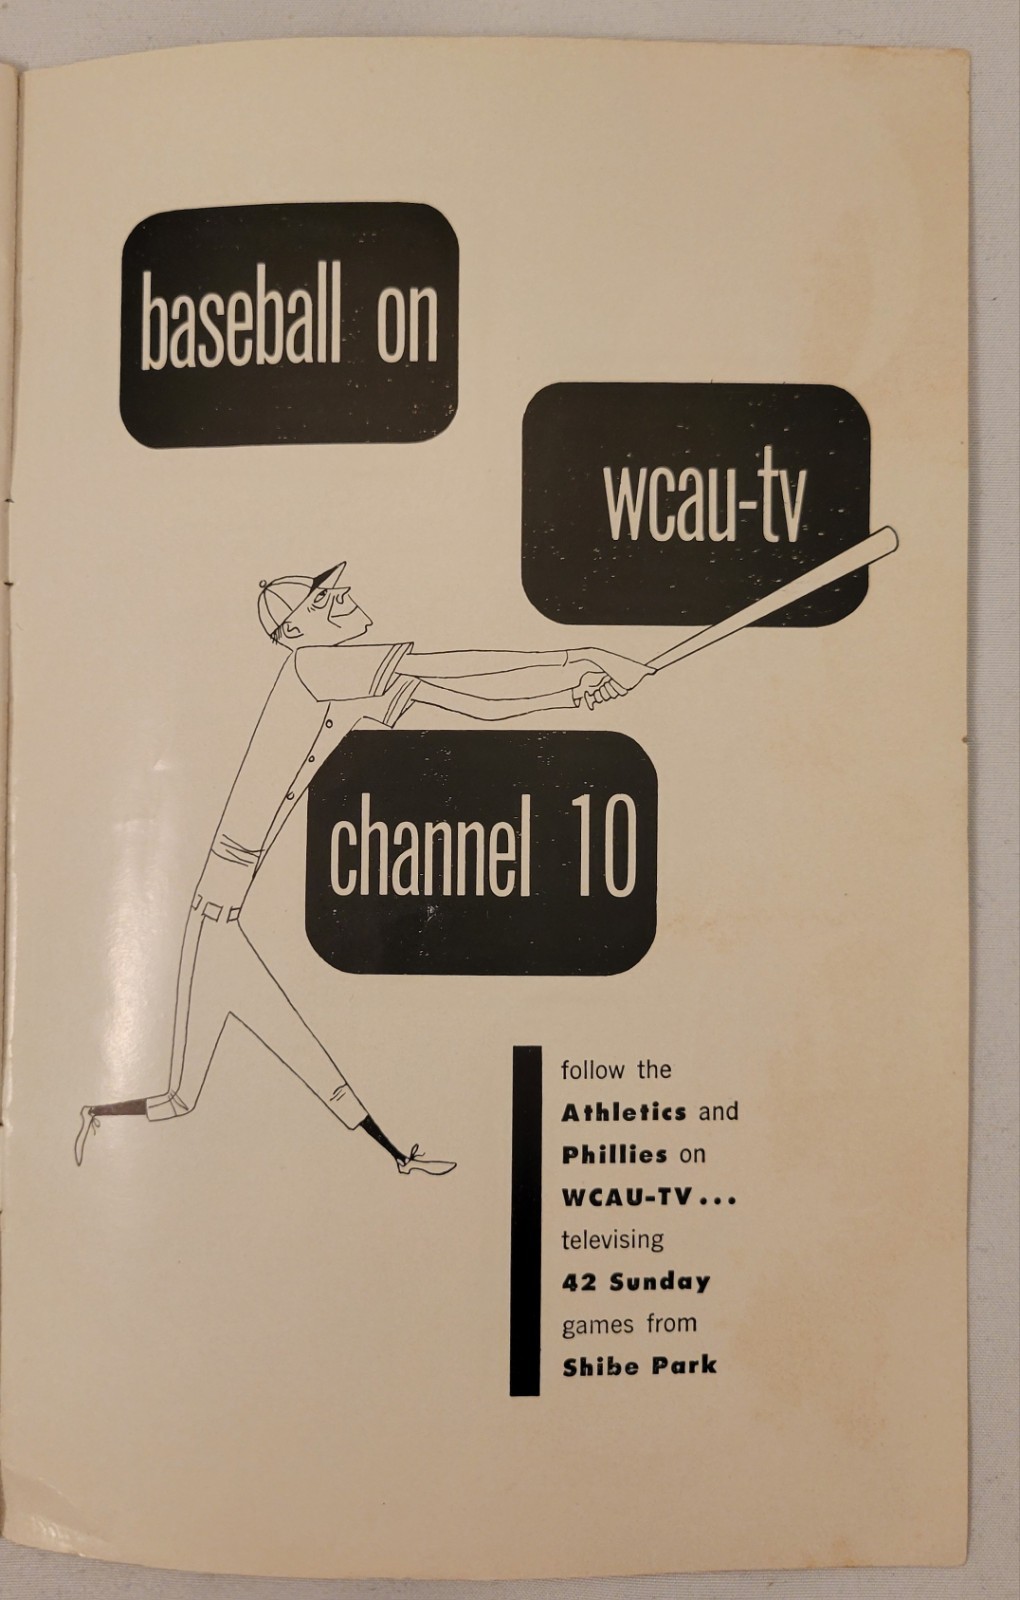 baseball on
wcau-tv
channel 10
follow the
Athletics and
Phillies on
WCAU-TV...
televising
42 Sunday
games from
Shibe Park